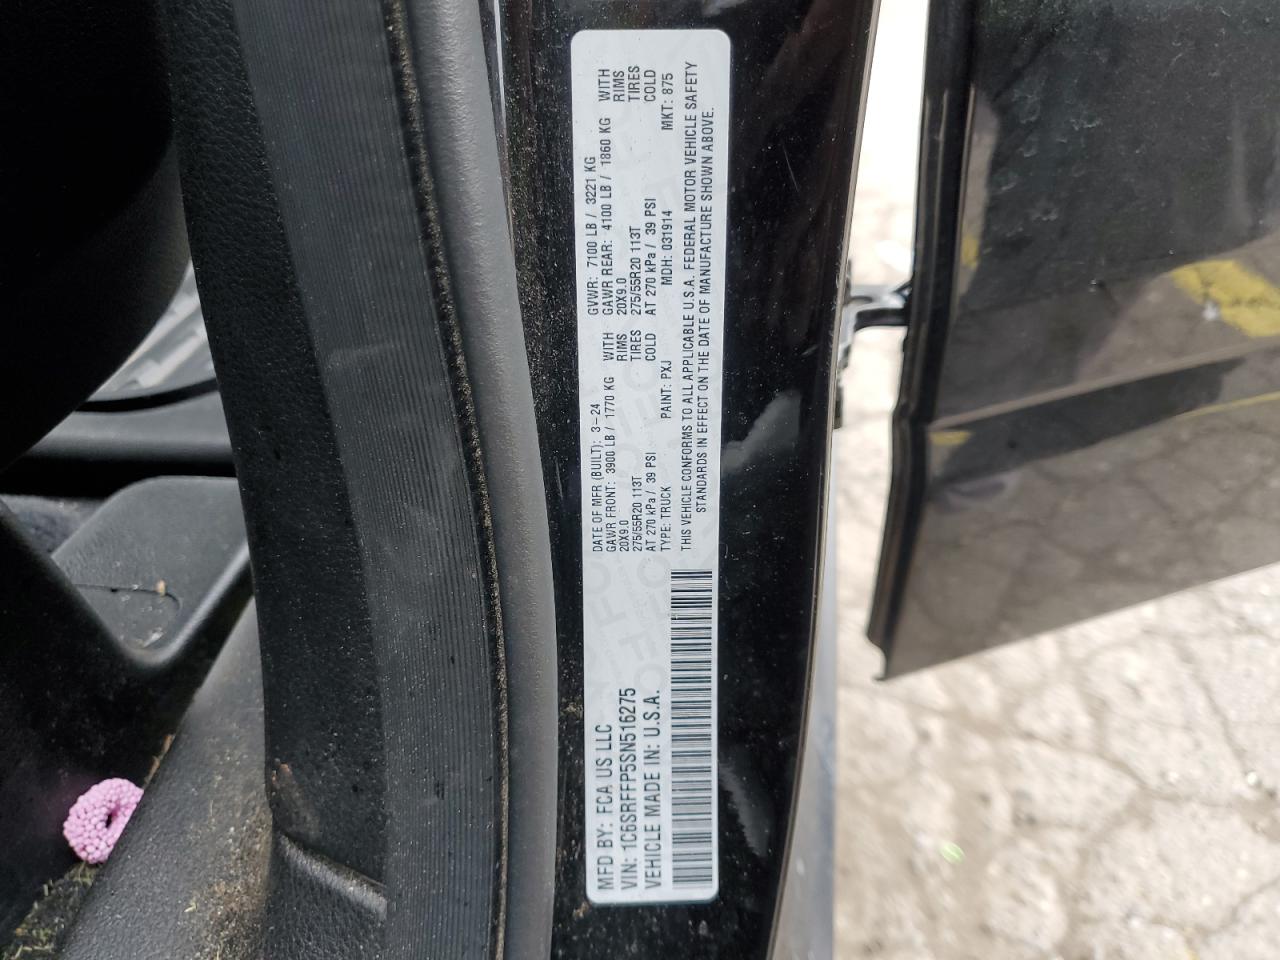 MFD BY: FCA US LLC
VIN: 1C6SRFFP5SN516275
VEHICLE MADE IN: U.S.A.
DATE OF MFR (BUILT): 3-24 GVWR: 7100 LB / 3221 KG
GAWR FRONT: 3900 LB / 1770 KG WITH GAWR REAR: 4100 LB / 1860 KG WITH
20X9.0 RIMS 20X9.0 RIMS
275/55R20 113T TIRES 275/55R20 113T TIRES
AT 270 kPa / 39 PSI COLD AT 270 kPa / 39 PSI COLD
TYPE: TRUCK PAINT: PXJ MDH: 031914 MKT: 875
THIS VEHICLE CONFORMS TO ALL APPLICABLE U.S.A. FEDERAL MOTOR VEHICLE SAFETY
STANDARDS IN EFFECT ON THE DATE OF MANUFACTURE SHOWN ABOVE.